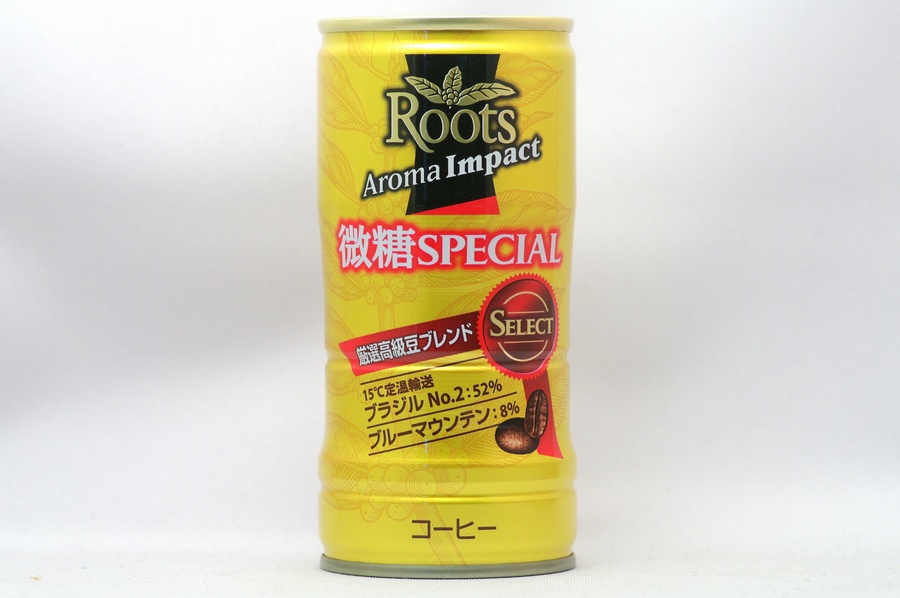 Roots
Aroma Impact
微糖SPECIAL
SELECT
厳選高級豆ブレンド
15℃定温輸送
ブラジル No.2:52%
ブルーマウンテン:8%
コーヒー